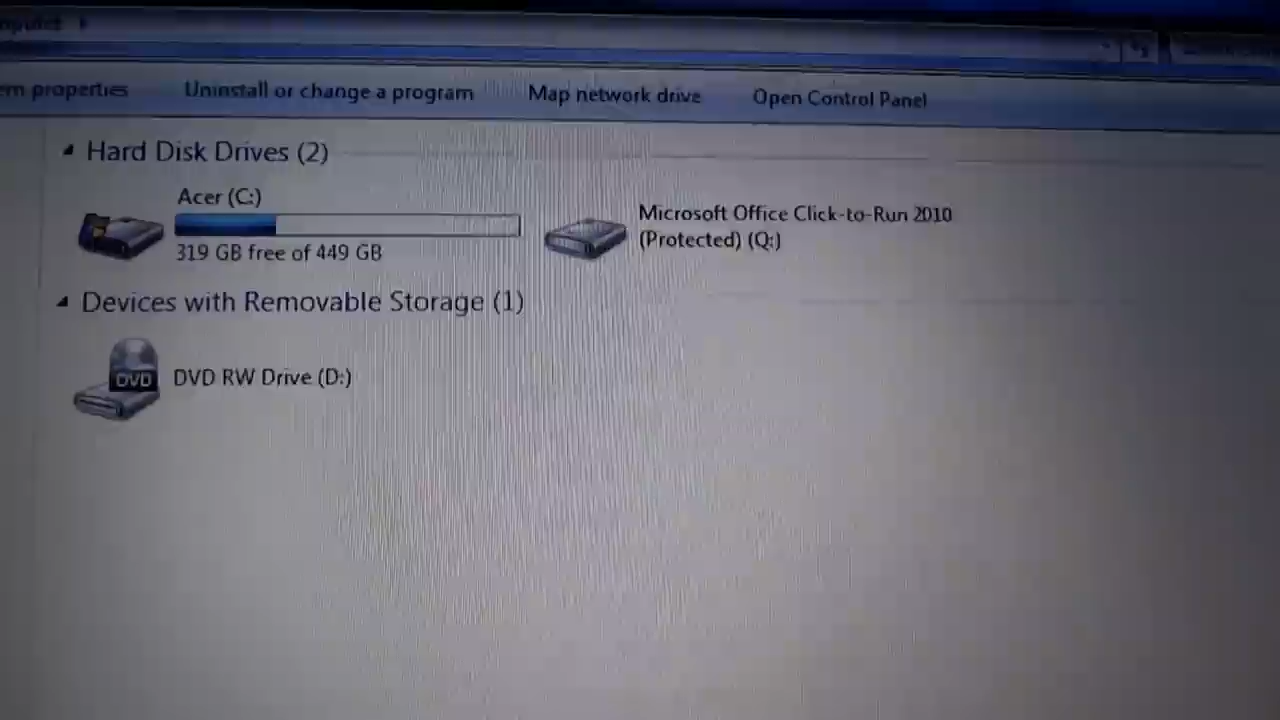 properties Uninstall or change a program Map network drive Open Control Panel
Hard Disk Drives (2)
Acer (C:)
319 GB free of 449 GB
Microsoft Office Click-to-Run 2010
(Protected) (Q:)
Devices with Removable Storage (1)
DVD
DVD RW Drive (D:)